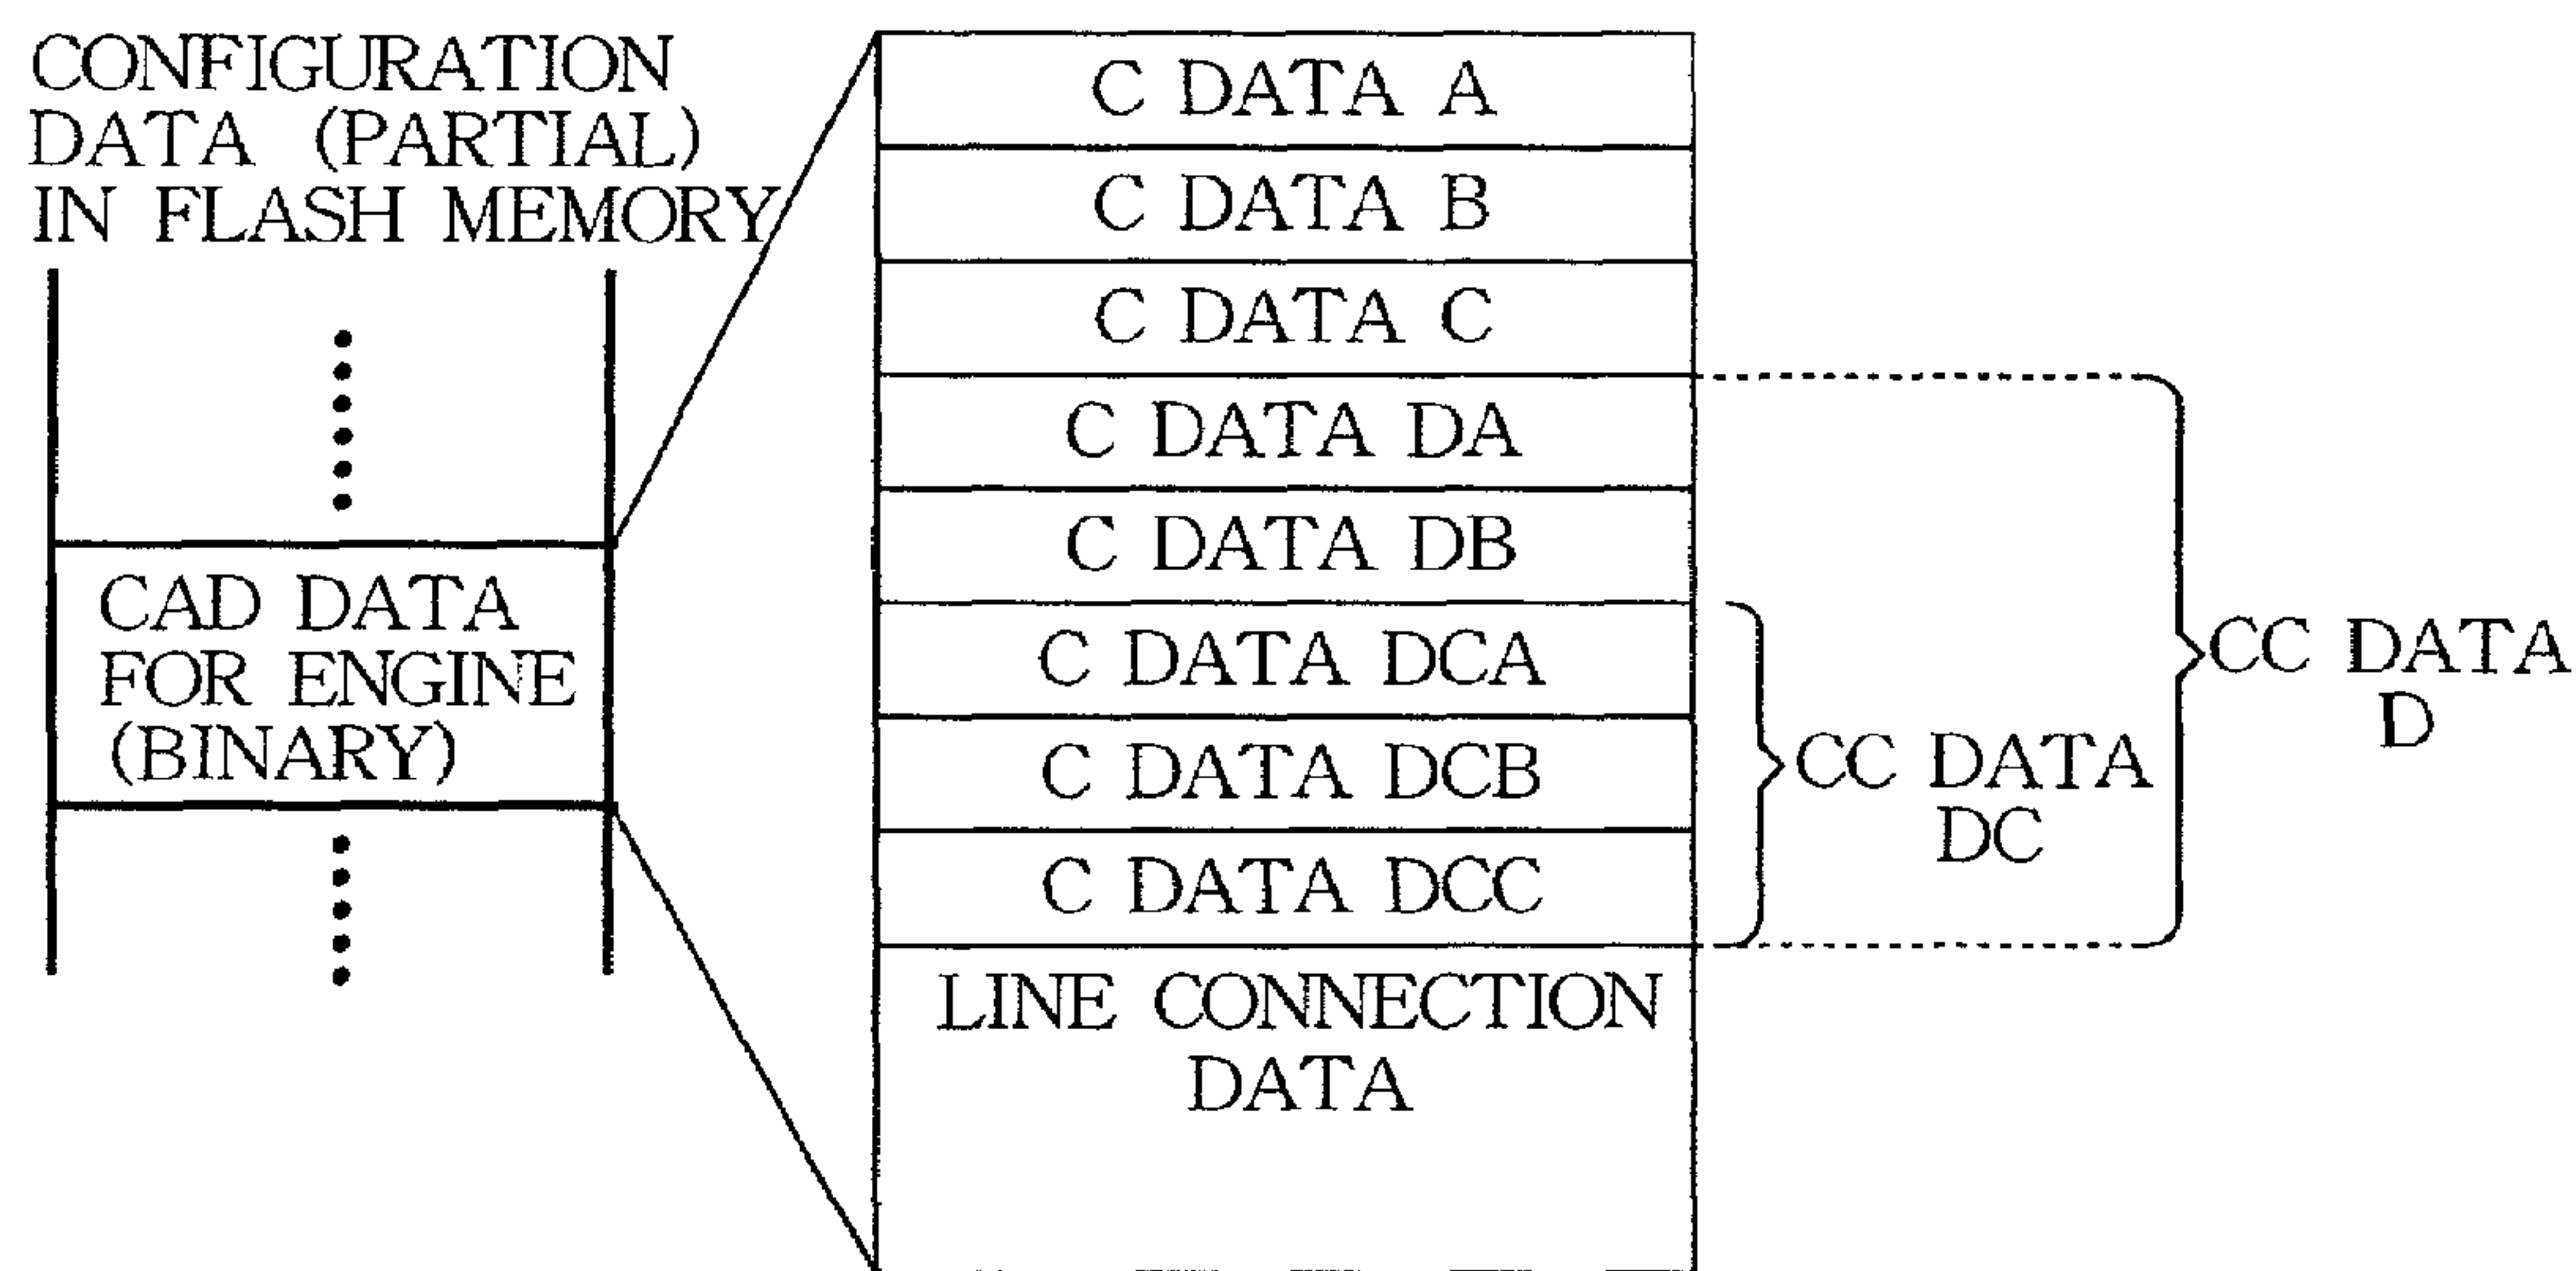 CONFIGURATION
DATA (PARTIAL)
IN FLASH MEMORY
CAD DATA
FOR ENGINE
(BINARY)
C DATA A
C DATA B
C DATA C
C DATA DA
C DATA DB
C DATA DCA
C DATA DCB
C DATA DCC
LINE CONNECTION
DATA
CC DATA
DC
CC DATA
D